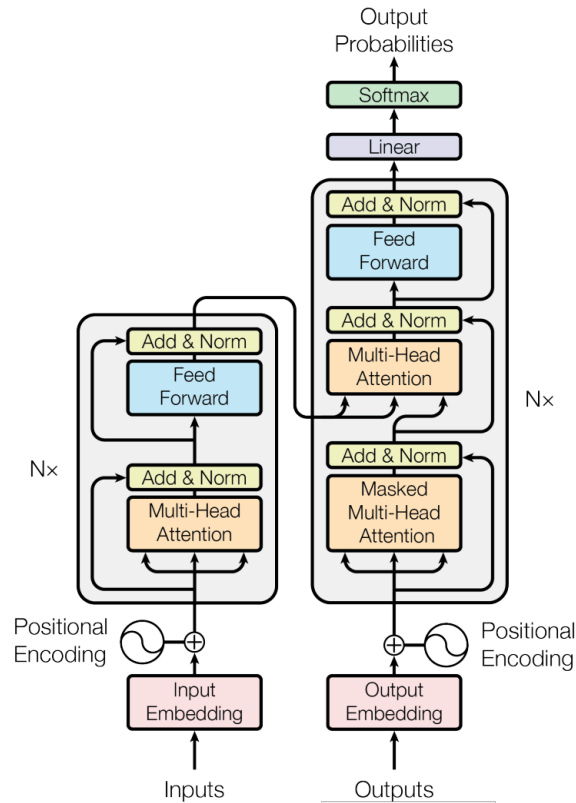 Output
Probabilities
Softmax
Linear
Add & Norm
Feed
Forward
Add & Norm
Multi-Head
Attention
Add & Norm
Masked
Multi-Head
Attention
N×
Add & Norm
Feed
Forward
Add & Norm
Multi-Head
Attention
N×
Positional
Encoding
Input
Embedding
Inputs
Positional
Encoding
Output
Embedding
Outputs